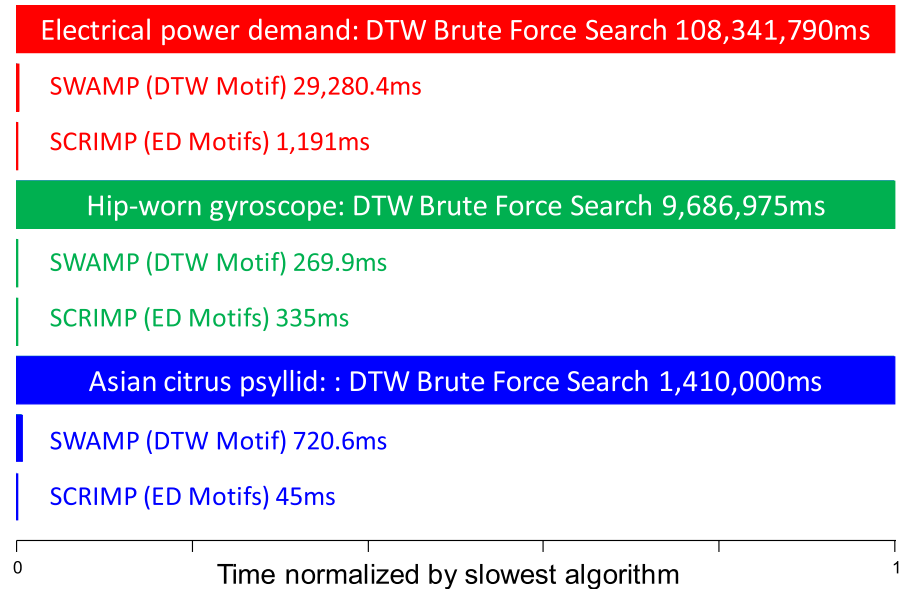 Electrical power demand: DTW Brute Force Search 108,341,790ms
SWAMP (DTW Motif) 29,280.4ms
SCRIMP (ED Motifs) 1,191ms
Hip-worn gyroscope: DTW Brute Force Search 9,686,975ms
SWAMP (DTW Motif) 269.9ms
SCRIMP (ED Motifs) 335ms
Asian citrus psyllid: : DTW Brute Force Search 1,410,000ms
SWAMP (DTW Motif) 720.6ms
SCRIMP (ED Motifs) 45ms
0 1
Time normalized by slowest algorithm